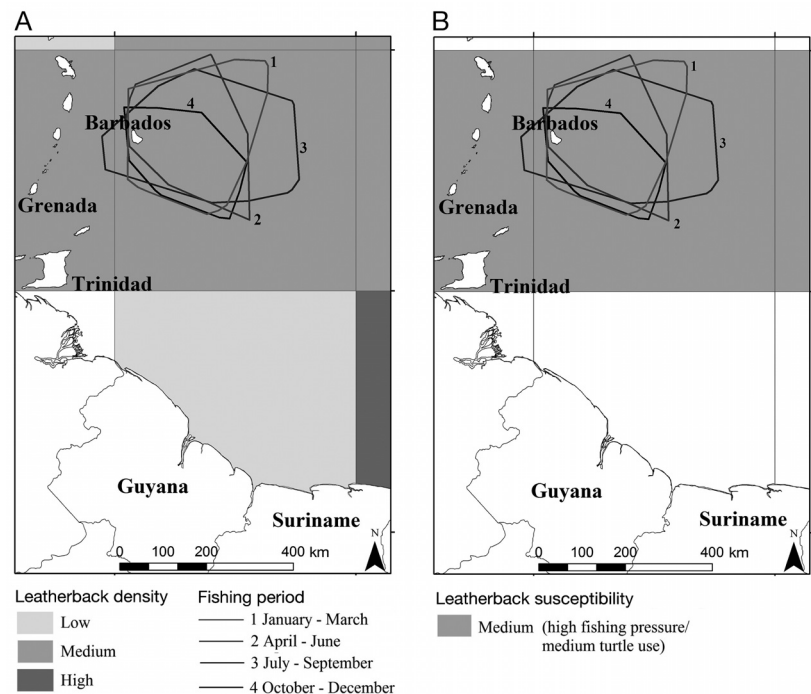 A
1
4
Barbados
3
Grenada
2
Trinidad
Guyana
Suriname
N
0 100 200 400 km
Leatherback density
Low
Medium
High
Fishing period
1 January - March
2 April - June
3 July - September
4 October - December
B
1
4
Barbados
3
Grenada
2
Trinidad
Guyana
Suriname
N
0 100 200 400 km
Leatherback susceptibility
Medium (high fishing pressure/
medium turtle use)